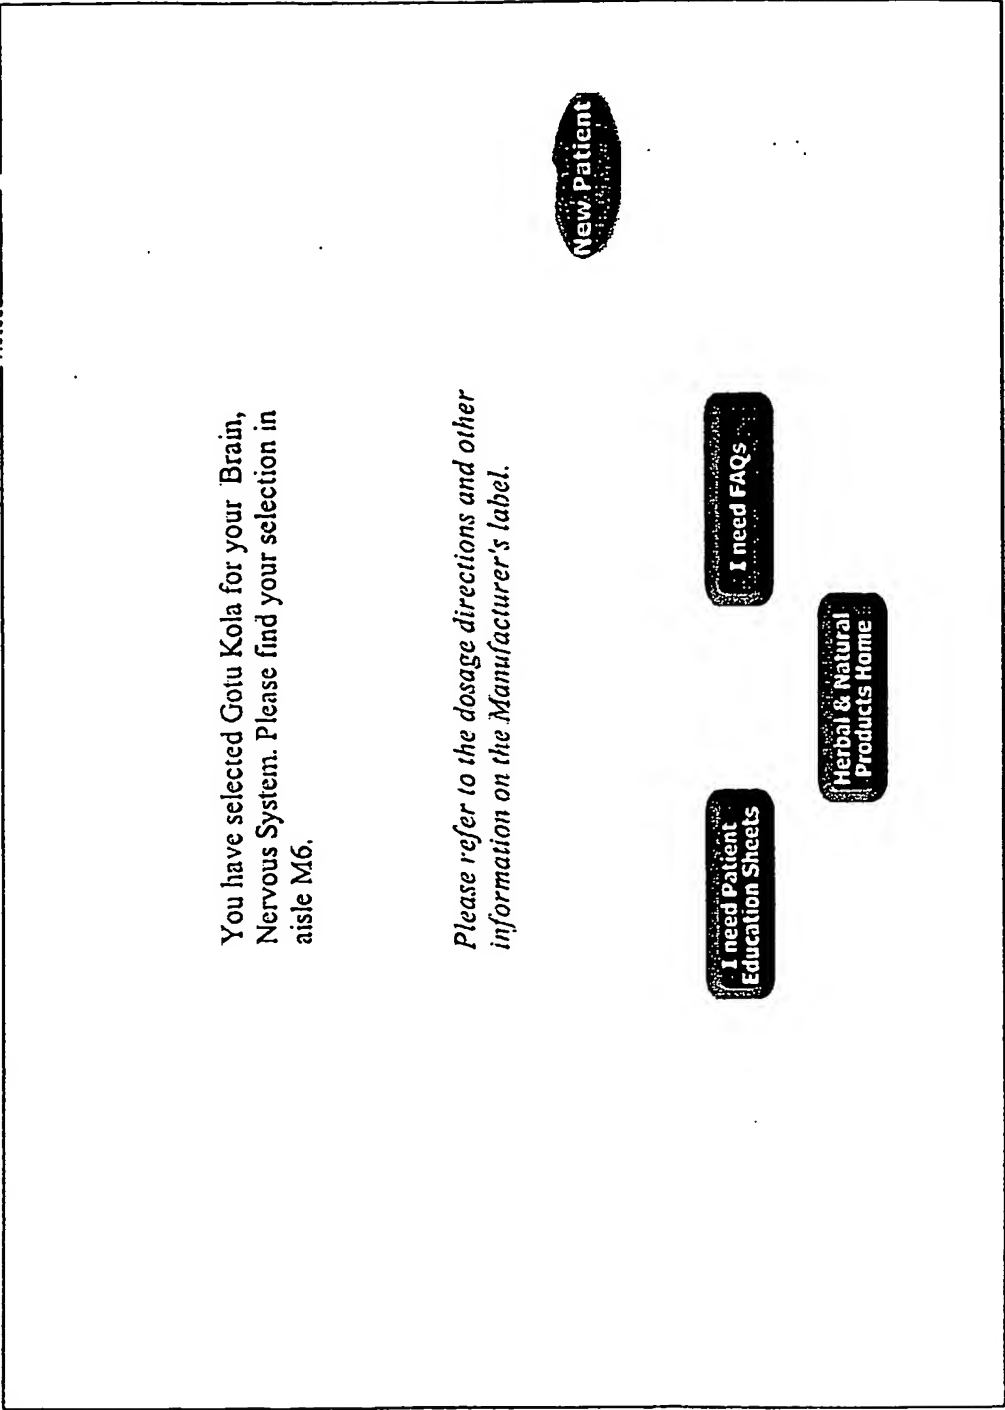 You have selected Gotu Kola for your Brain,
Nervous System. Please find your selection in
aisle M6.
Please refer to the dosage directions and other
information on the Manufacturer's label.
New Patient
I need Patient
Education Sheets
I need FAQs
Herbal & Natural
Products Home